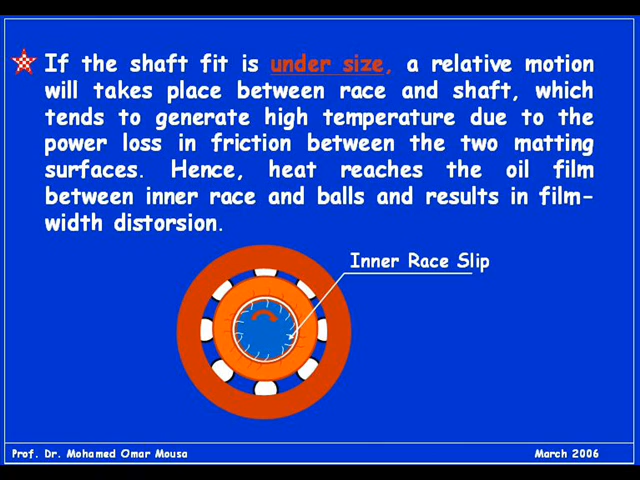 If the shaft fit is under size, a relative motion
will takes place between race and shaft, which
tends to generate high temperature due to the
power loss in friction between the two matting
surfaces. Hence, heat reaches the oil film
between inner race and balls and results in film-
width distorsion.
Inner Race Slip
Prof. Dr. Mohamed Omar Mousa
March 2006